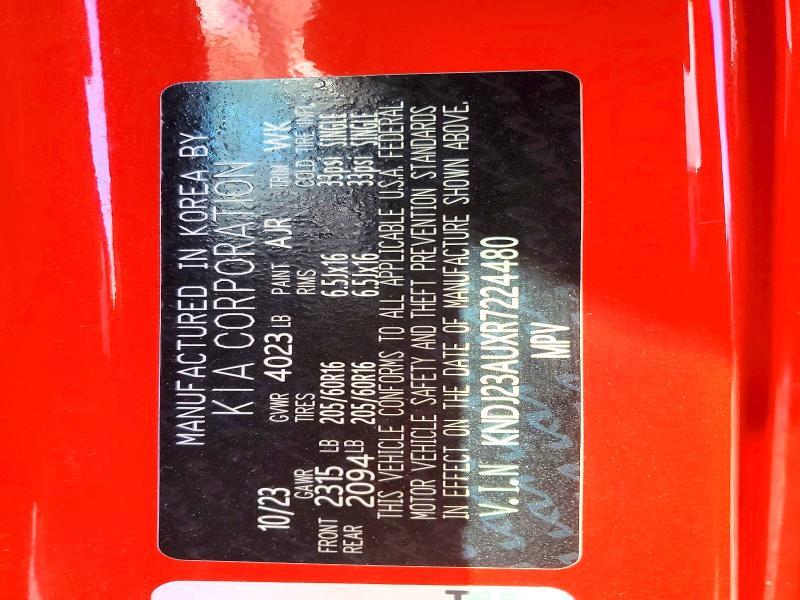 MANUFACTURED IN KOREA BY
KIA CORPORATION
10/23 GVWR 4023 LB PAINT AJR TRIM WK
GAWR TIRES RIMS COLD TIRE INFL
FRONT 2315 LB 205/60R16 6.5Jx16 33psi SINGLE
REAR 2094 LB 205/60R16 6.5Jx16 33psi SINGLE
THIS VEHICLE CONFORMS TO ALL APPLICABLE U.S.A. FEDERAL
MOTOR VEHICLE SAFETY AND THEFT PREVENTION STANDARDS
IN EFFECT ON THE DATE OF MANUFACTURE SHOWN ABOVE.
V.I.N KNDJ23AUXR7224480
MPV